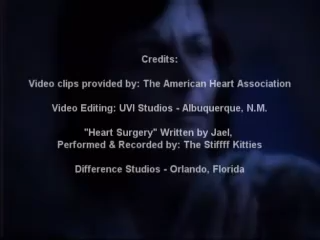 Credits:
Video clips provided by: The American Heart Association
Video Editing: UVI Studios - Albuquerque, N.M.
"Heart Surgery" Written by Jael,
Performed & Recorded by: The Stiffff Kitties
Difference Studios - Orlando, Florida